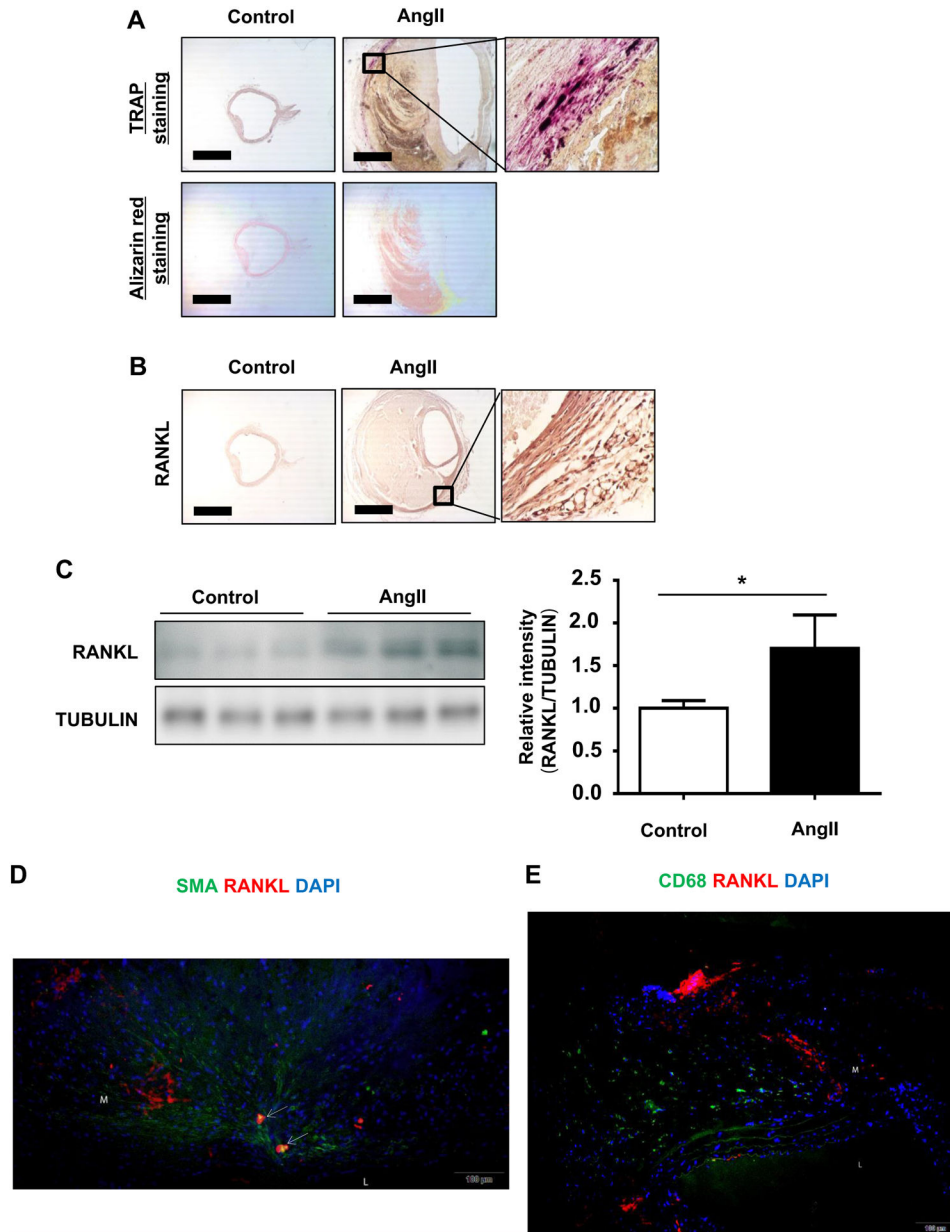 A
Control
AngII
TRAP
staining
Alizarin red
staining
B
Control
AngII
RANKL
C
Control
AngII
RANKL
TUBULIN
Relative intensity
(RANKL/TUBULIN)
2.5
2.0
1.5
1.0
0.5
0.0
*
Control
AngII
D
SMA RANKL DAPI
M
L
100 µm
E
CD68 RANKL DAPI
M
L
100 µm